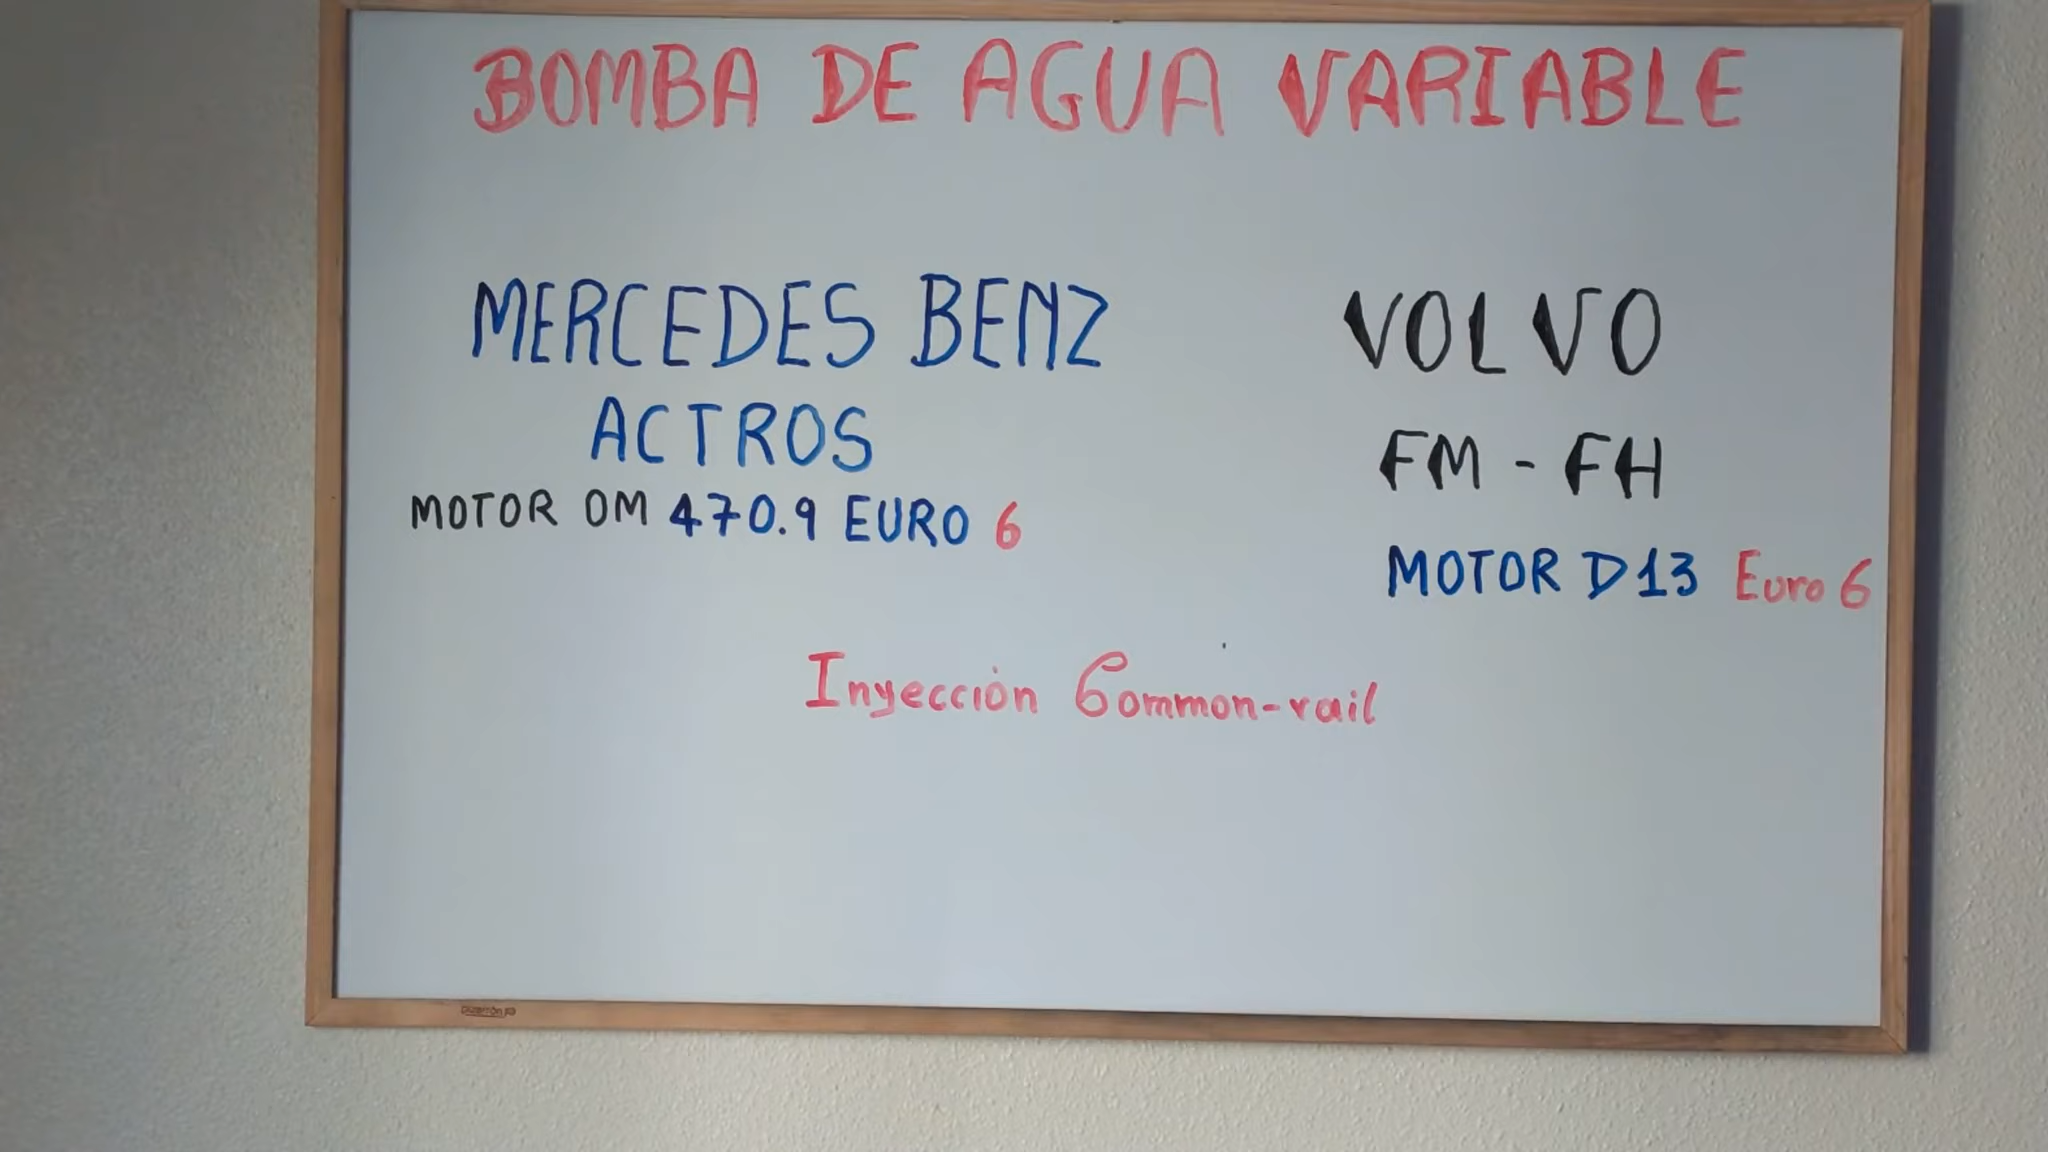 BOMBA DE AGUA VARIABLE
MERCEDES BENZ
ACTROS
MOTOR OM 470.9 EURO 6
VOLVO
FM - FH
MOTOR D13 Euro 6
Inyección Common-rail